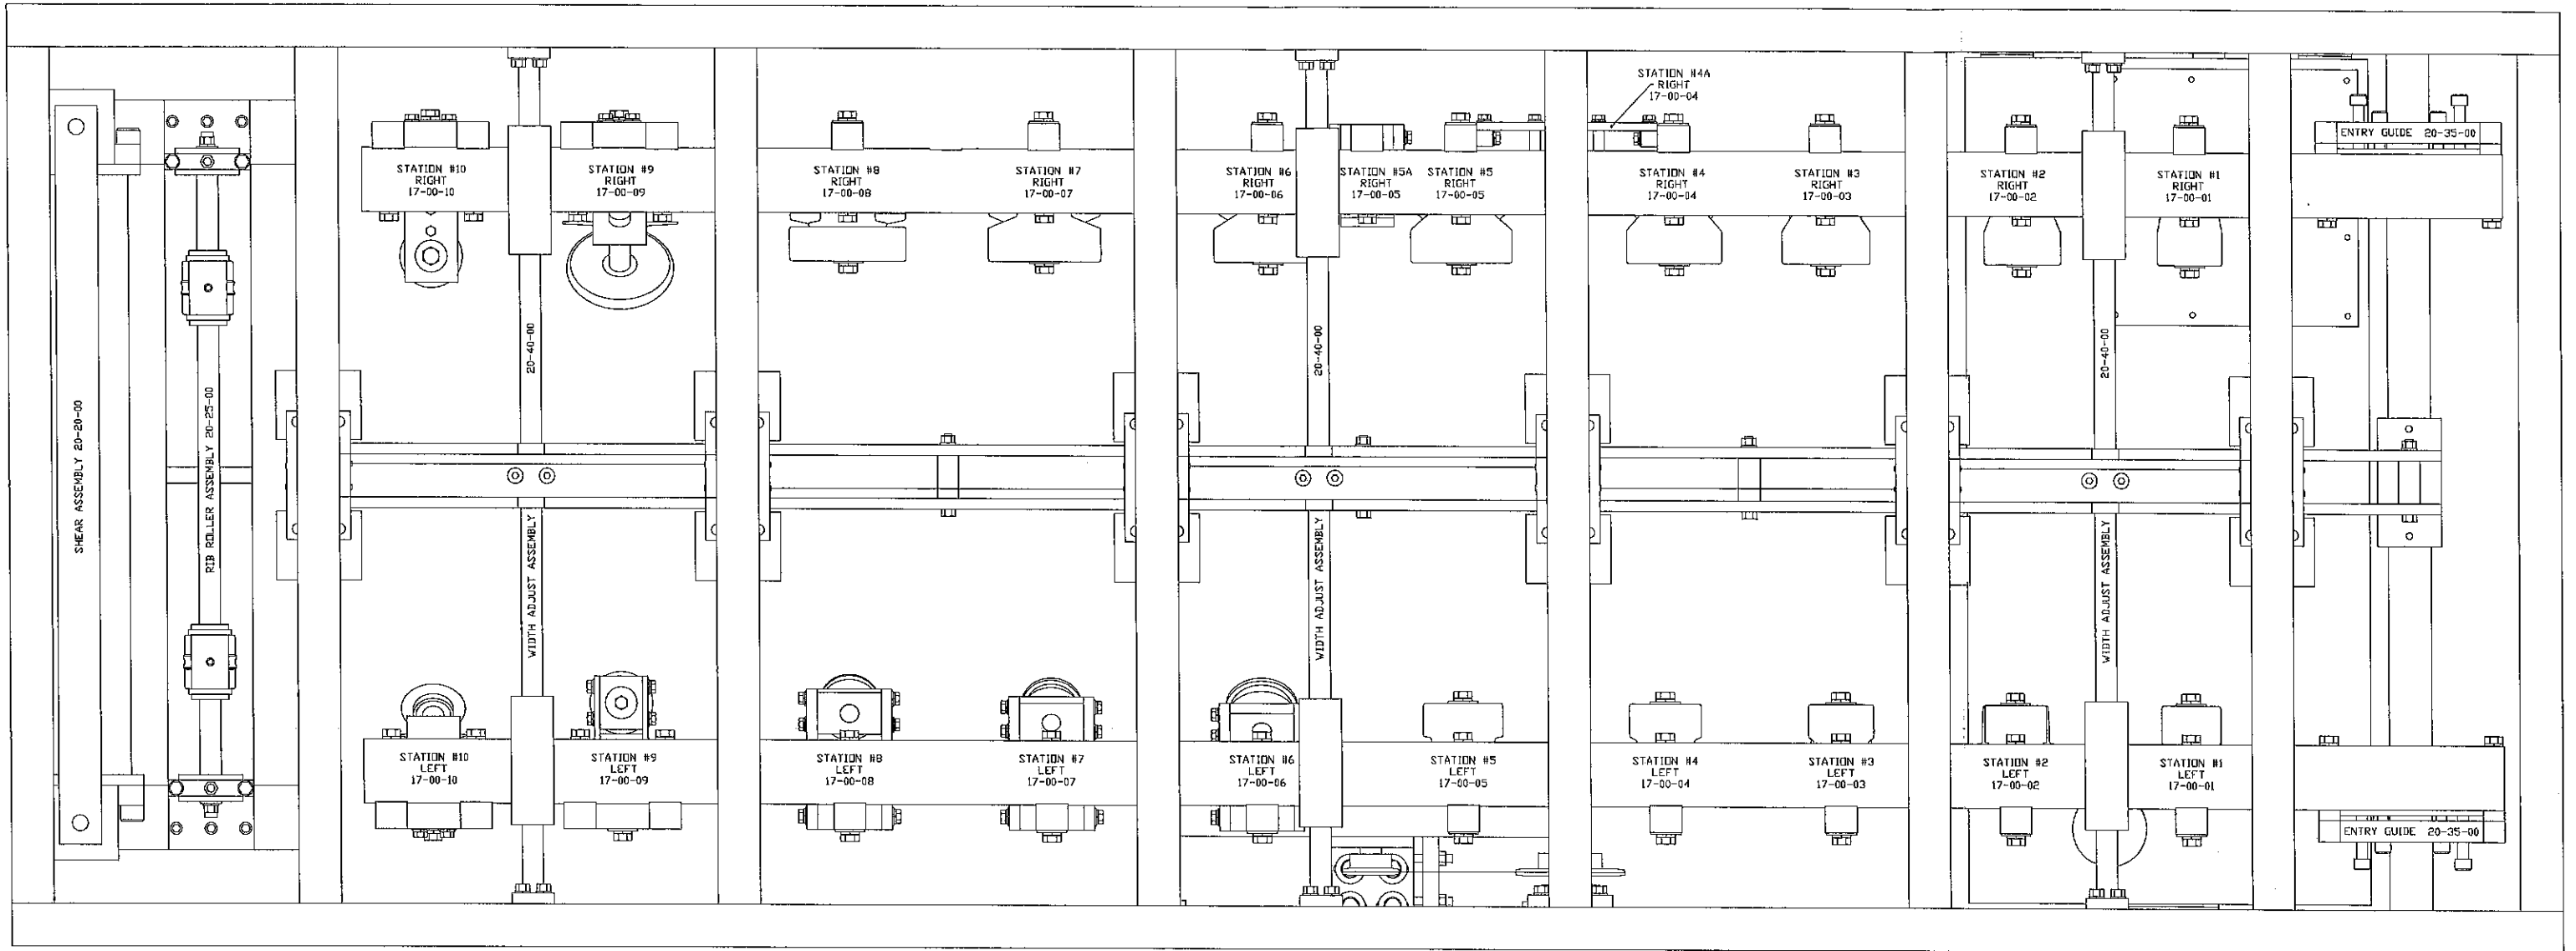 STATION #4A
RIGHT
17-00-04
ENTRY GUIDE 20-35-00
STATION #10
RIGHT
17-00-10
STATION #9
RIGHT
17-00-09
STATION #8
RIGHT
17-00-08
STATION #7
RIGHT
17-00-07
STATION #6
RIGHT
17-00-06
STATION #5A
RIGHT
17-00-05
STATION #5
RIGHT
17-00-05
STATION #4
RIGHT
17-00-04
STATION #3
RIGHT
17-00-03
STATION #2
RIGHT
17-00-02
STATION #1
RIGHT
17-00-01
SHEAR ASSEMBLY 20-20-00
RIB ROLLER ASSEMBLY 20-25-00
20-40-00
WIDTH ADJUST ASSEMBLY
20-40-00
WIDTH ADJUST ASSEMBLY
20-40-00
WIDTH ADJUST ASSEMBLY
STATION #10
LEFT
17-00-10
STATION #9
LEFT
17-00-09
STATION #8
LEFT
17-00-08
STATION #7
LEFT
17-00-07
STATION #6
LEFT
17-00-06
STATION #5
LEFT
17-00-05
STATION #4
LEFT
17-00-04
STATION #3
LEFT
17-00-03
STATION #2
LEFT
17-00-02
STATION #1
LEFT
17-00-01
ENTRY GUIDE 20-35-00